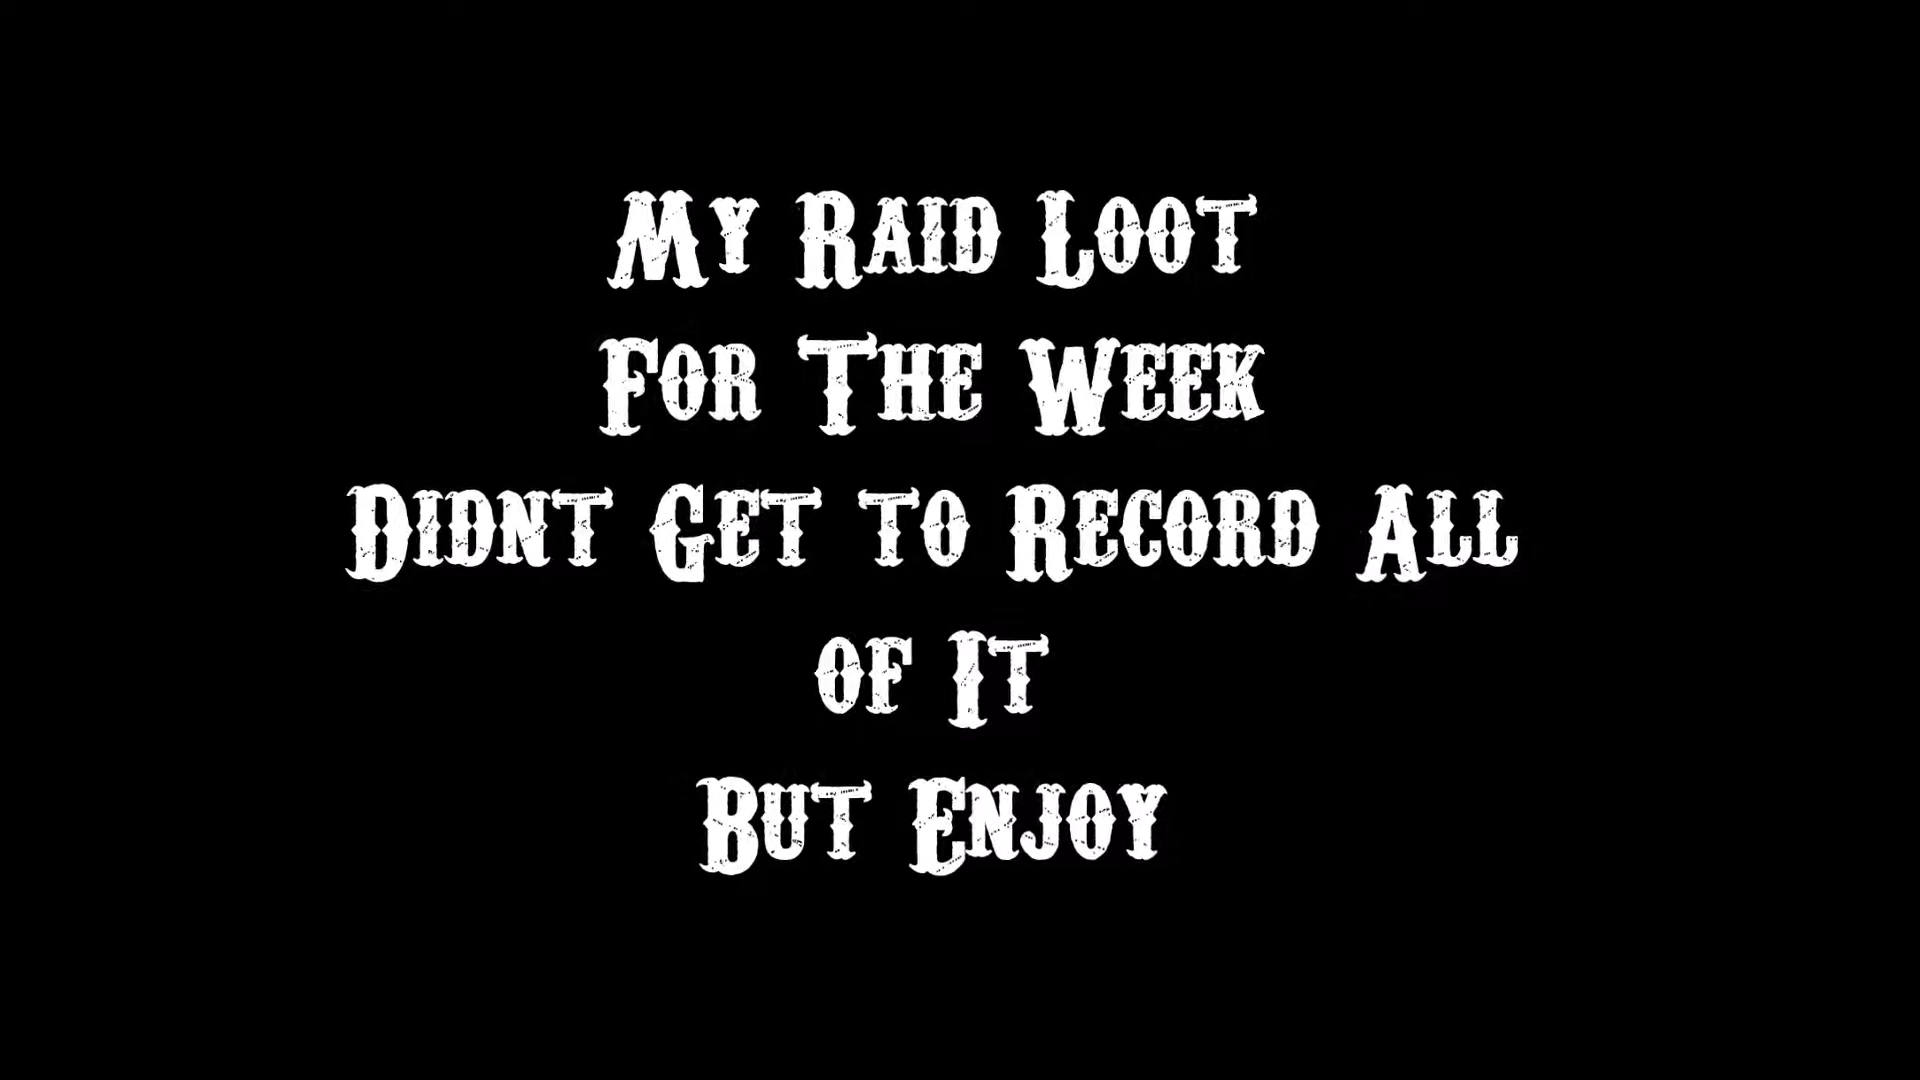 My Raid Loot
For The Week
Didnt Get to Record All
of It
But Enjoy